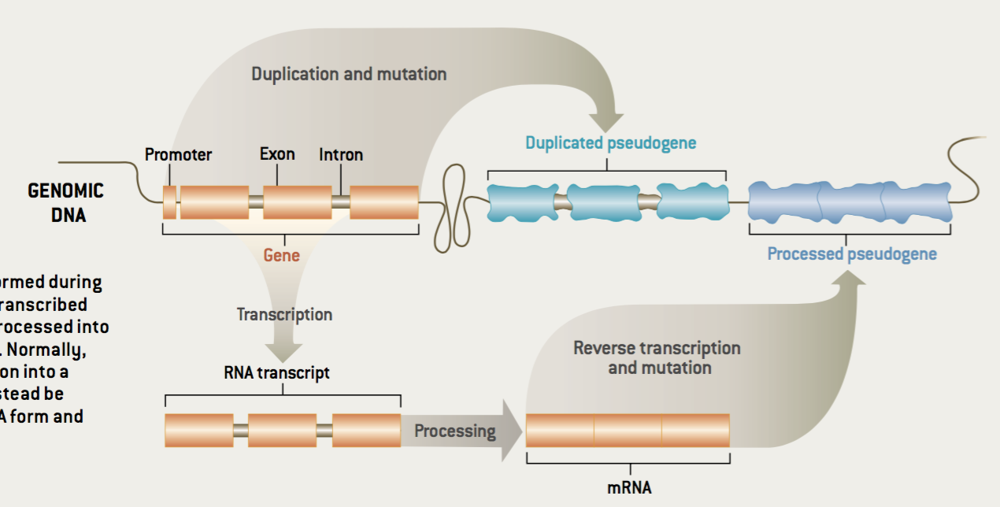 Duplication and mutation
Duplicated pseudogene
Promoter
Exon
Intron
GENOMIC
DNA
Gene
Processed pseudogene
ormed during
ranscribed
rocessed into
. Normally,
on into a
stead be
A form and
Transcription
RNA transcript
Processing
Reverse transcription
and mutation
mRNA